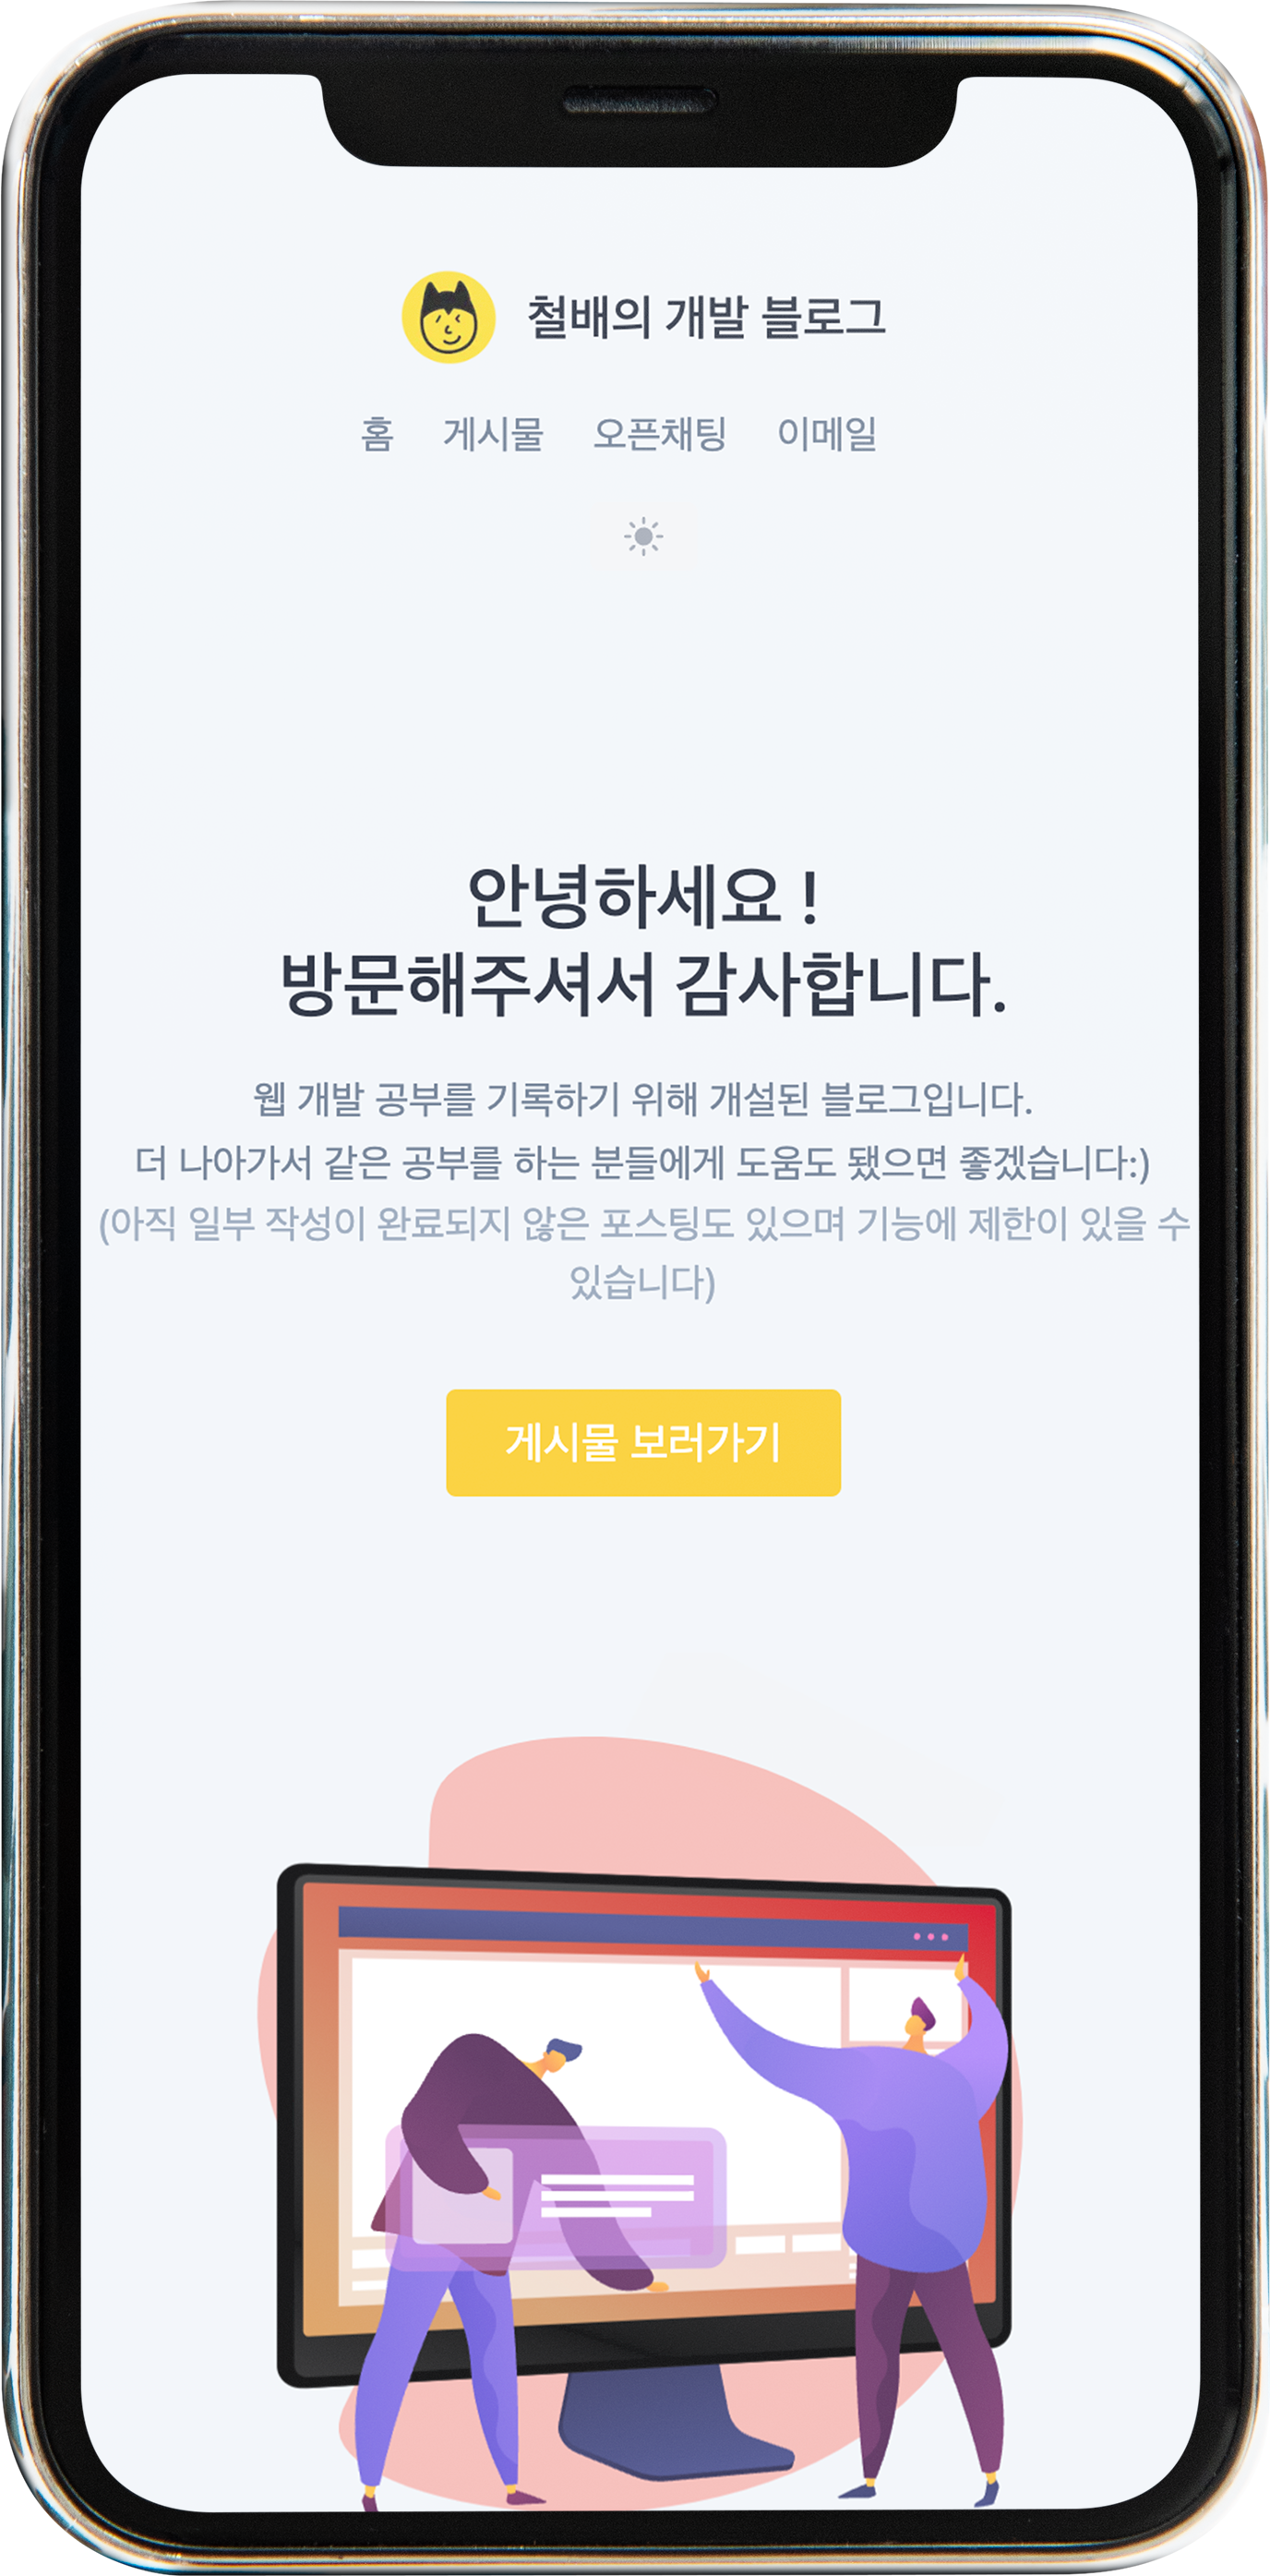 철배의 개발 블로그
홈 게시물 오픈채팅 이메일
안녕하세요 !
방문해주셔서 감사합니다.
웹 개발 공부를 기록하기 위해 개설된 블로그입니다.
더 나아가서 같은 공부를 하는 분들에게 도움도 됐으면 좋겠습니다:)
(아직 일부 작성이 완료되지 않은 포스팅도 있으며 기능에 제한이 있을 수
있습니다)
게시물 보러가기